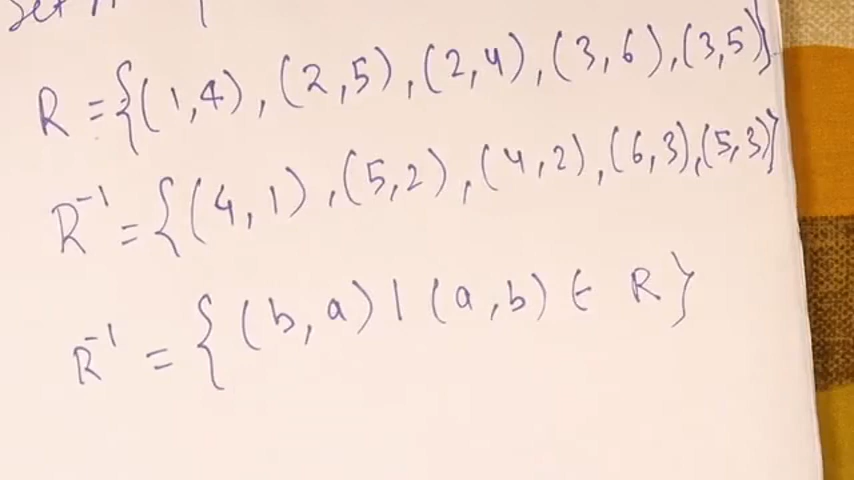 R = {(1,4), (2,5), (2,4), (3,6), (3,5)}
R⁻¹ = {(4,1), (5,2), (4,2), (6,3), (5,3)}
R⁻¹ = {(b,a) | (a,b) ∈ R}